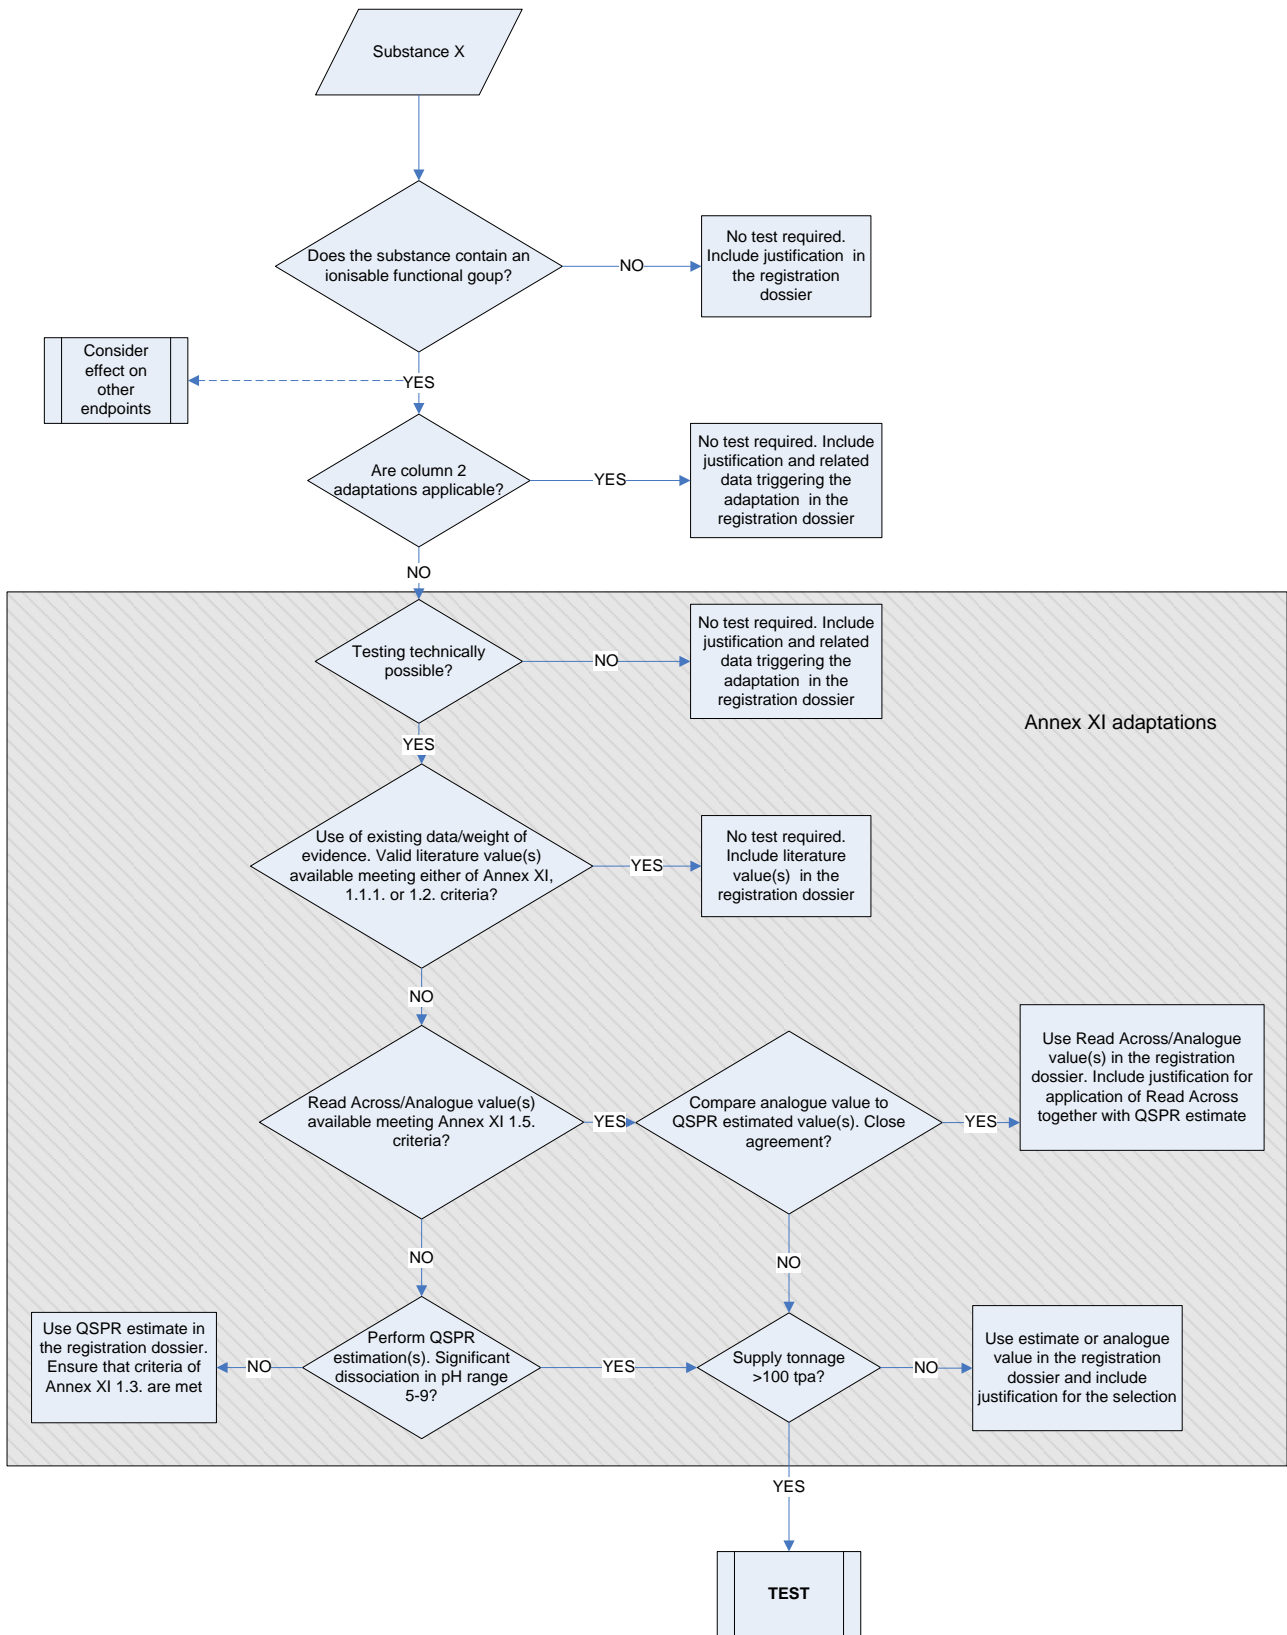 Substance X
Does the substance contain an
ionisable functional goup?
NO
No test required.
Include justification in
the registration
dossier
Consider
effect on
other
endpoints
YES
Are column 2
adaptations applicable?
YES
No test required. Include
justification and related
data triggering the
adaptation in the
registration dossier
NO
Testing technically
possible?
NO
No test required. Include
justification and related
data triggering the
adaptation in the
registration dossier
Annex XI adaptations
YES
Use of existing data/weight of
evidence. Valid literature value(s)
available meeting either of Annex XI,
1.1.1. or 1.2. criteria?
YES
No test required.
Include literature
value(s) in the
registration dossier
NO
Read Across/Analogue value(s)
available meeting Annex XI 1.5.
criteria?
YES
Compare analogue value to
QSPR estimated value(s). Close
agreement?
YES
Use Read Across/Analogue
value(s) in the registration
dossier. Include justification for
application of Read Across
together with QSPR estimate
NO
NO
Use QSPR estimate in
the registration dossier.
Ensure that criteria of
Annex XI 1.3. are met
NO
Perform QSPR
estimation(s). Significant
dissociation in pH range
5-9?
YES
Supply tonnage
>100 tpa?
NO
Use estimate or analogue
value in the registration
dossier and include
justification for the selection
YES
TEST